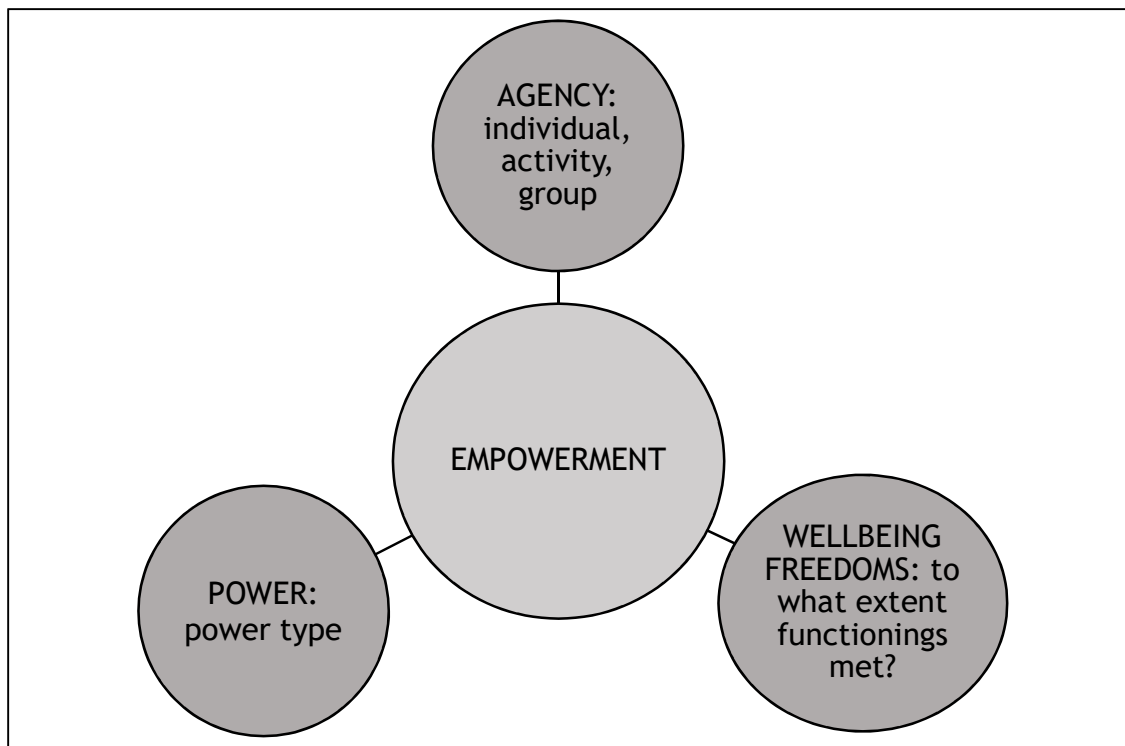 AGENCY:
individual,
activity,
group
EMPOWERMENT
POWER:
power type
WELLBEING
FREEDOMS: to
what extent
functionings
met?